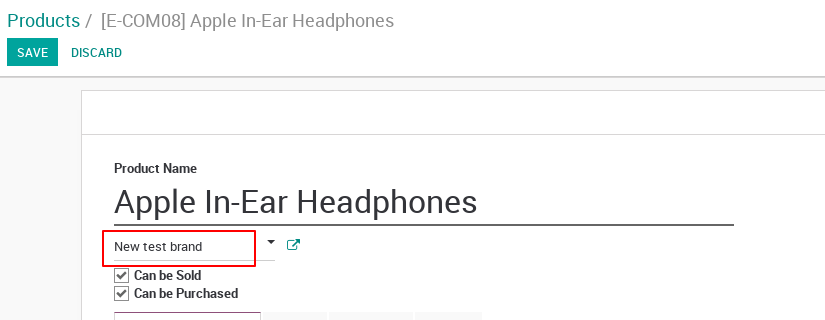 Products / [E-COM08] Apple In-Ear Headphones
SAVE DISCARD
Product Name
Apple In-Ear Headphones
New test brand
Can be Sold
Can be Purchased